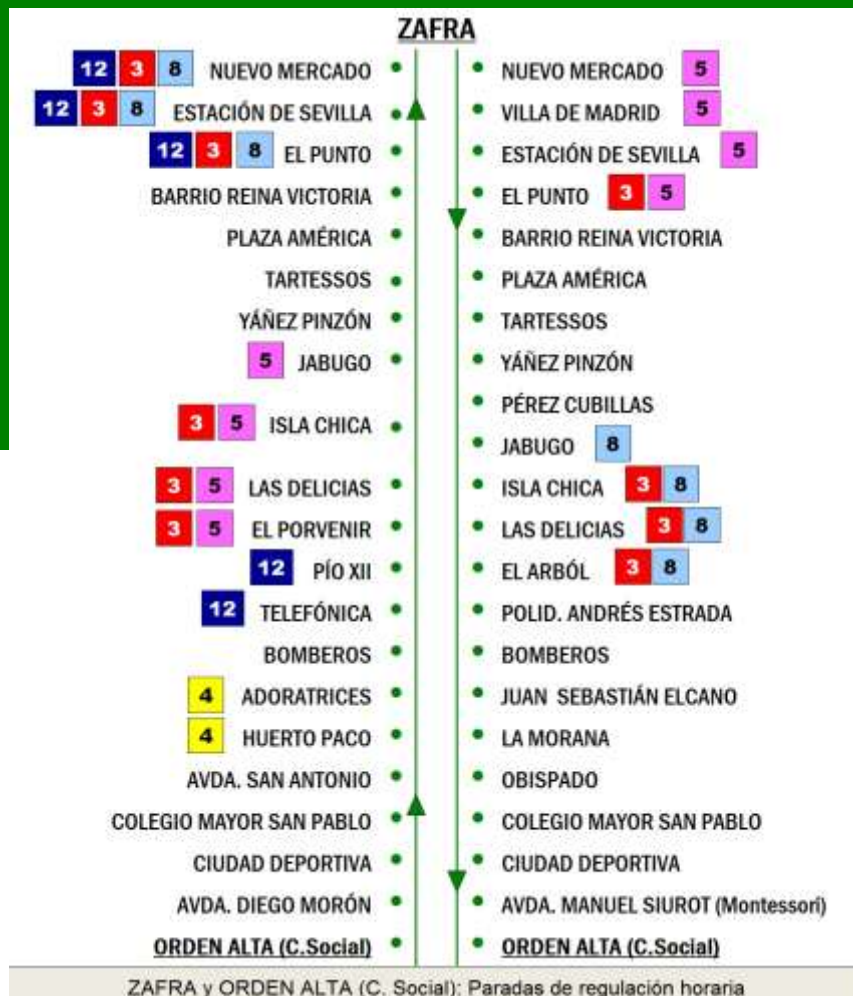 ZAFRA
12 3 8 NUEVO MERCADO
12 3 8 ESTACIÓN DE SEVILLA
12 3 8 EL PUNTO
BARRIO REINA VICTORIA
PLAZA AMÉRICA
TARTESSOS
YÁÑEZ PINZÓN
5 JABUGO
3 5 ISLA CHICA
3 5 LAS DELICIAS
3 5 EL PORVENIR
12 PÍO XII
12 TELEFÓNICA
BOMBEROS
4 ADORATRICES
4 HUERTO PACO
AVDA. SAN ANTONIO
COLEGIO MAYOR SAN PABLO
CIUDAD DEPORTIVA
AVDA. DIEGO MORÓN
ORDEN ALTA (C.Social)
NUEVO MERCADO 5
VILLA DE MADRID 5
ESTACIÓN DE SEVILLA 5
EL PUNTO 3 5
BARRIO REINA VICTORIA
PLAZA AMÉRICA
TARTESSOS
YÁÑEZ PINZÓN
PÉREZ CUBILLAS
JABUGO 8
ISLA CHICA 3 8
LAS DELICIAS 3 8
EL ARBÓL 3 8
POLID. ANDRÉS ESTRADA
BOMBEROS
JUAN SEBASTIÁN ELCANO
LA MORANA
OBISPADO
COLEGIO MAYOR SAN PABLO
CIUDAD DEPORTIVA
AVDA. MANUEL SIUROT (Montessori)
ORDEN ALTA (C.Social)
ZAFRA y ORDEN ALTA (C. Social): Paradas de regulación horaria